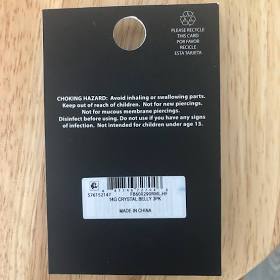 PLEASE RECYCLE
THIS CARD
POR FAVOR
RECICLE
ESTA TARJETA
CHOKING HAZARD: Avoid inhaling or swallowing parts.
Keep out of reach of children. Not for new piercings.
Not for mucous membrane piercings.
Disinfect before using. Do not use if you have any signs
of infection. Not intended for children under age 13.
57615214T
14G CRYSTAL BELLY 3PK
MADE IN CHINA